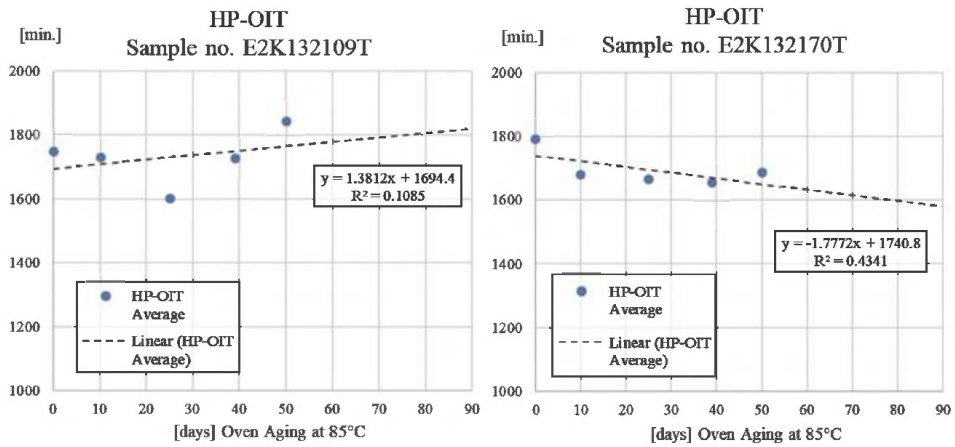 HP-OIT
Sample no. E2K132109T
[min.]
2000
1800
1600
1400
1200
1000
y = 1.3812x + 1694.4
R² = 0.1085
HP-OIT
Average
Linear (HP-OIT
Average)
0 10 20 30 40 50 60 70 80 90
[days] Oven Aging at 85°C
HP-OIT
Sample no. E2K132170T
[min.]
2000
1800
1600
1400
1200
1000
y = -1.7772x + 1740.8
R² = 0.4341
HP-OIT
Average
Linear (HP-OIT
Average)
0 10 20 30 40 50 60 70 80 90
[days] Oven Aging at 85°C